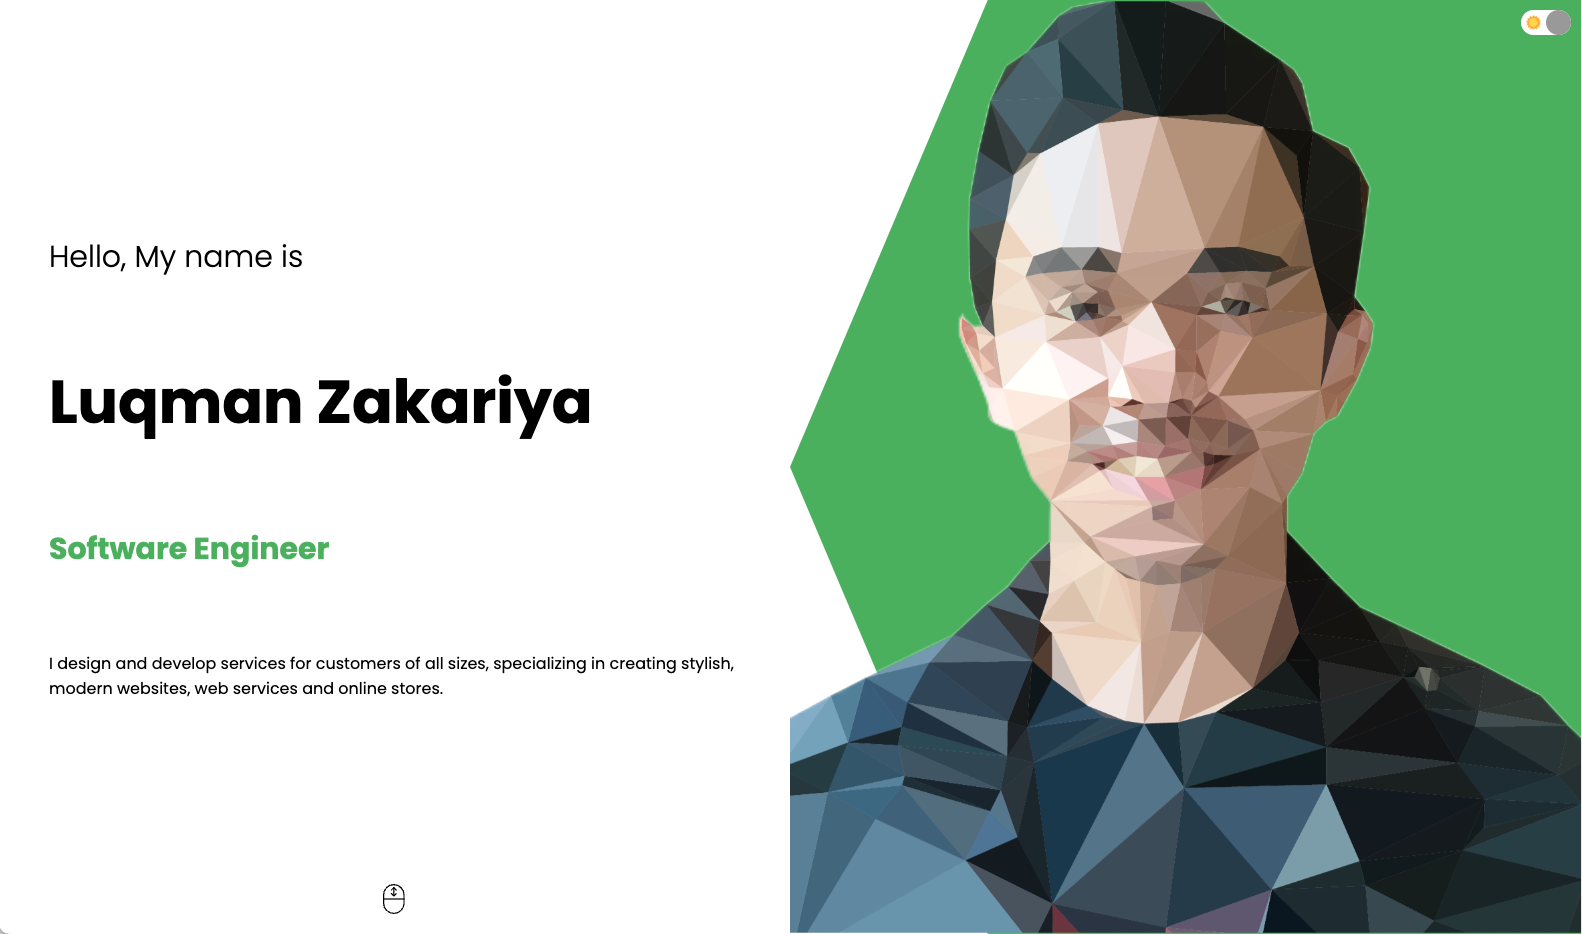 Hello, My name is
Luqman Zakariya
Software Engineer
I design and develop services for customers of all sizes, specializing in creating stylish,
modern websites, web services and online stores.